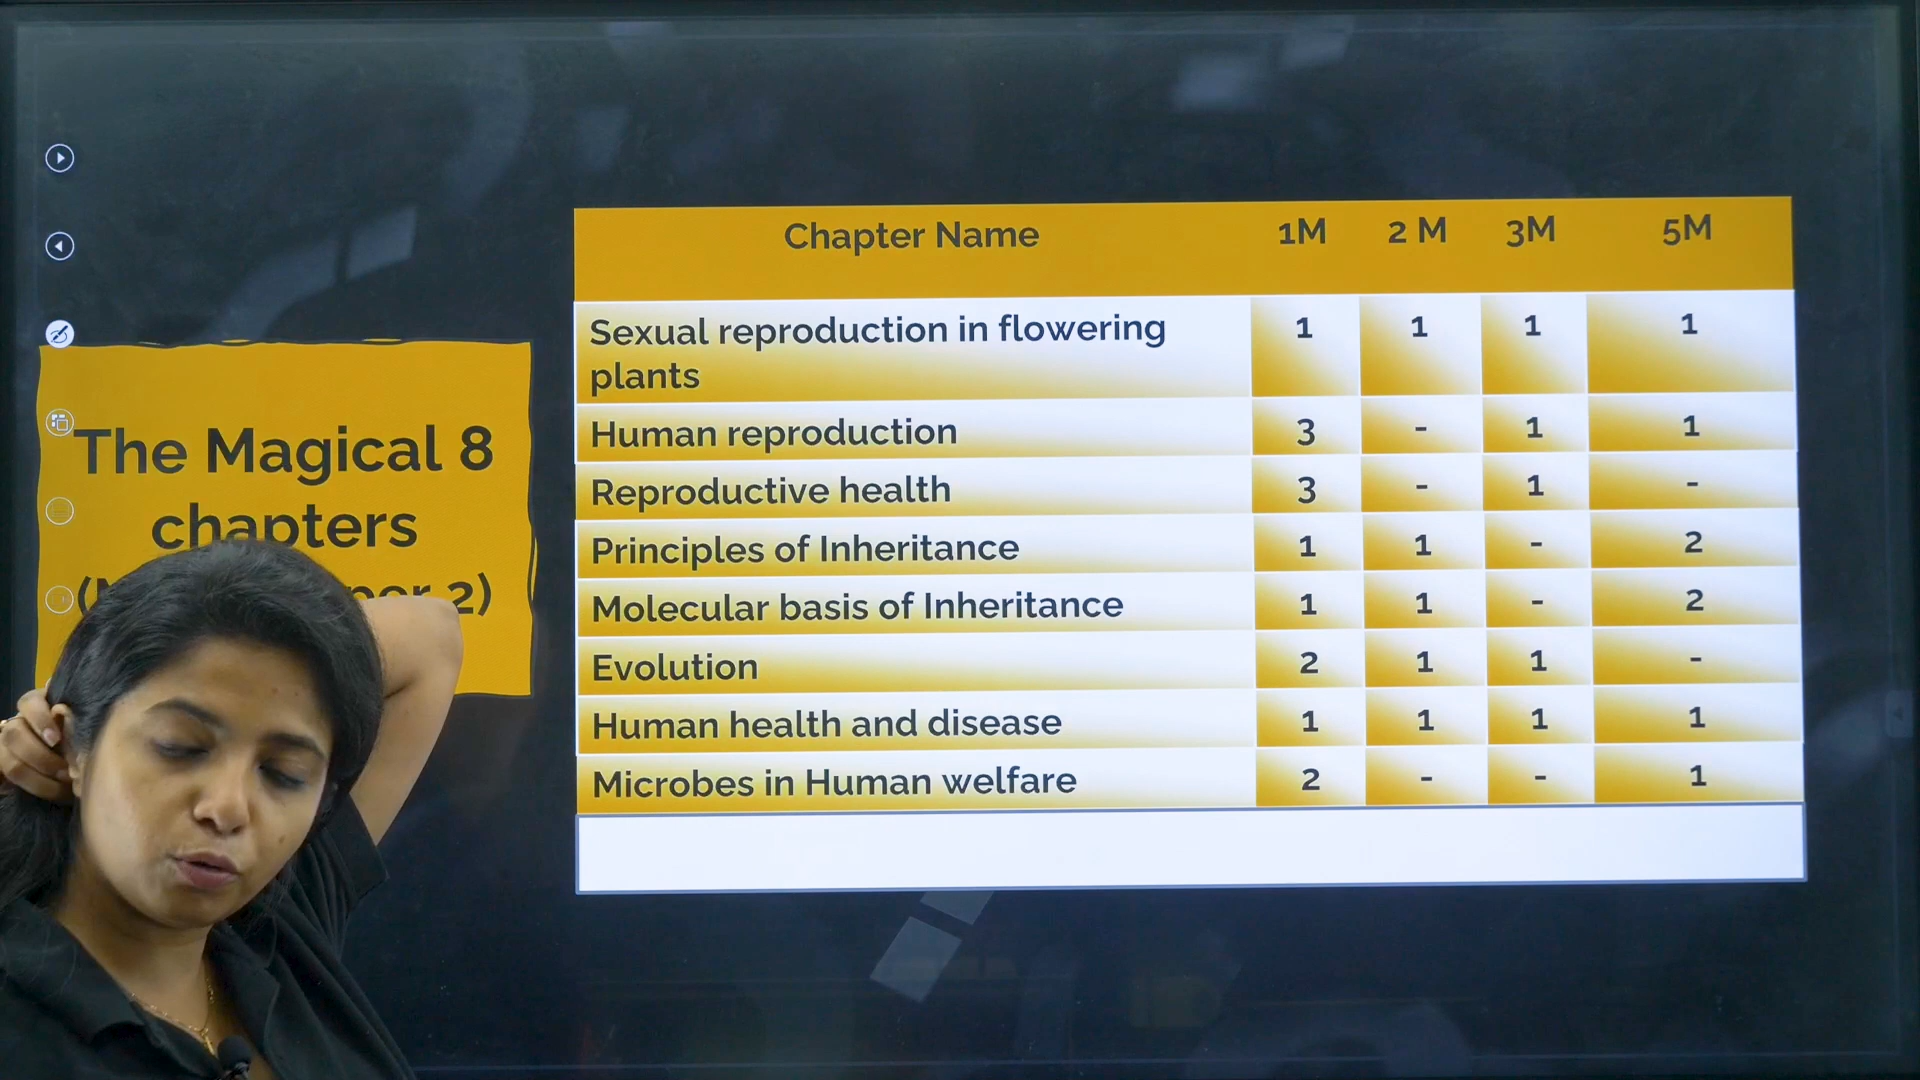 The Magical 8
chapters
2)
Chapter Name 1M 2 M 3M 5M
Sexual reproduction in flowering
plants 1 1 1 1
Human reproduction 3 - 1 1
Reproductive health 3 - 1 -
Principles of Inheritance 1 1 - 2
Molecular basis of Inheritance 1 1 - 2
Evolution 2 1 1 -
Human health and disease 1 1 1 1
Microbes in Human welfare 2 - - 1